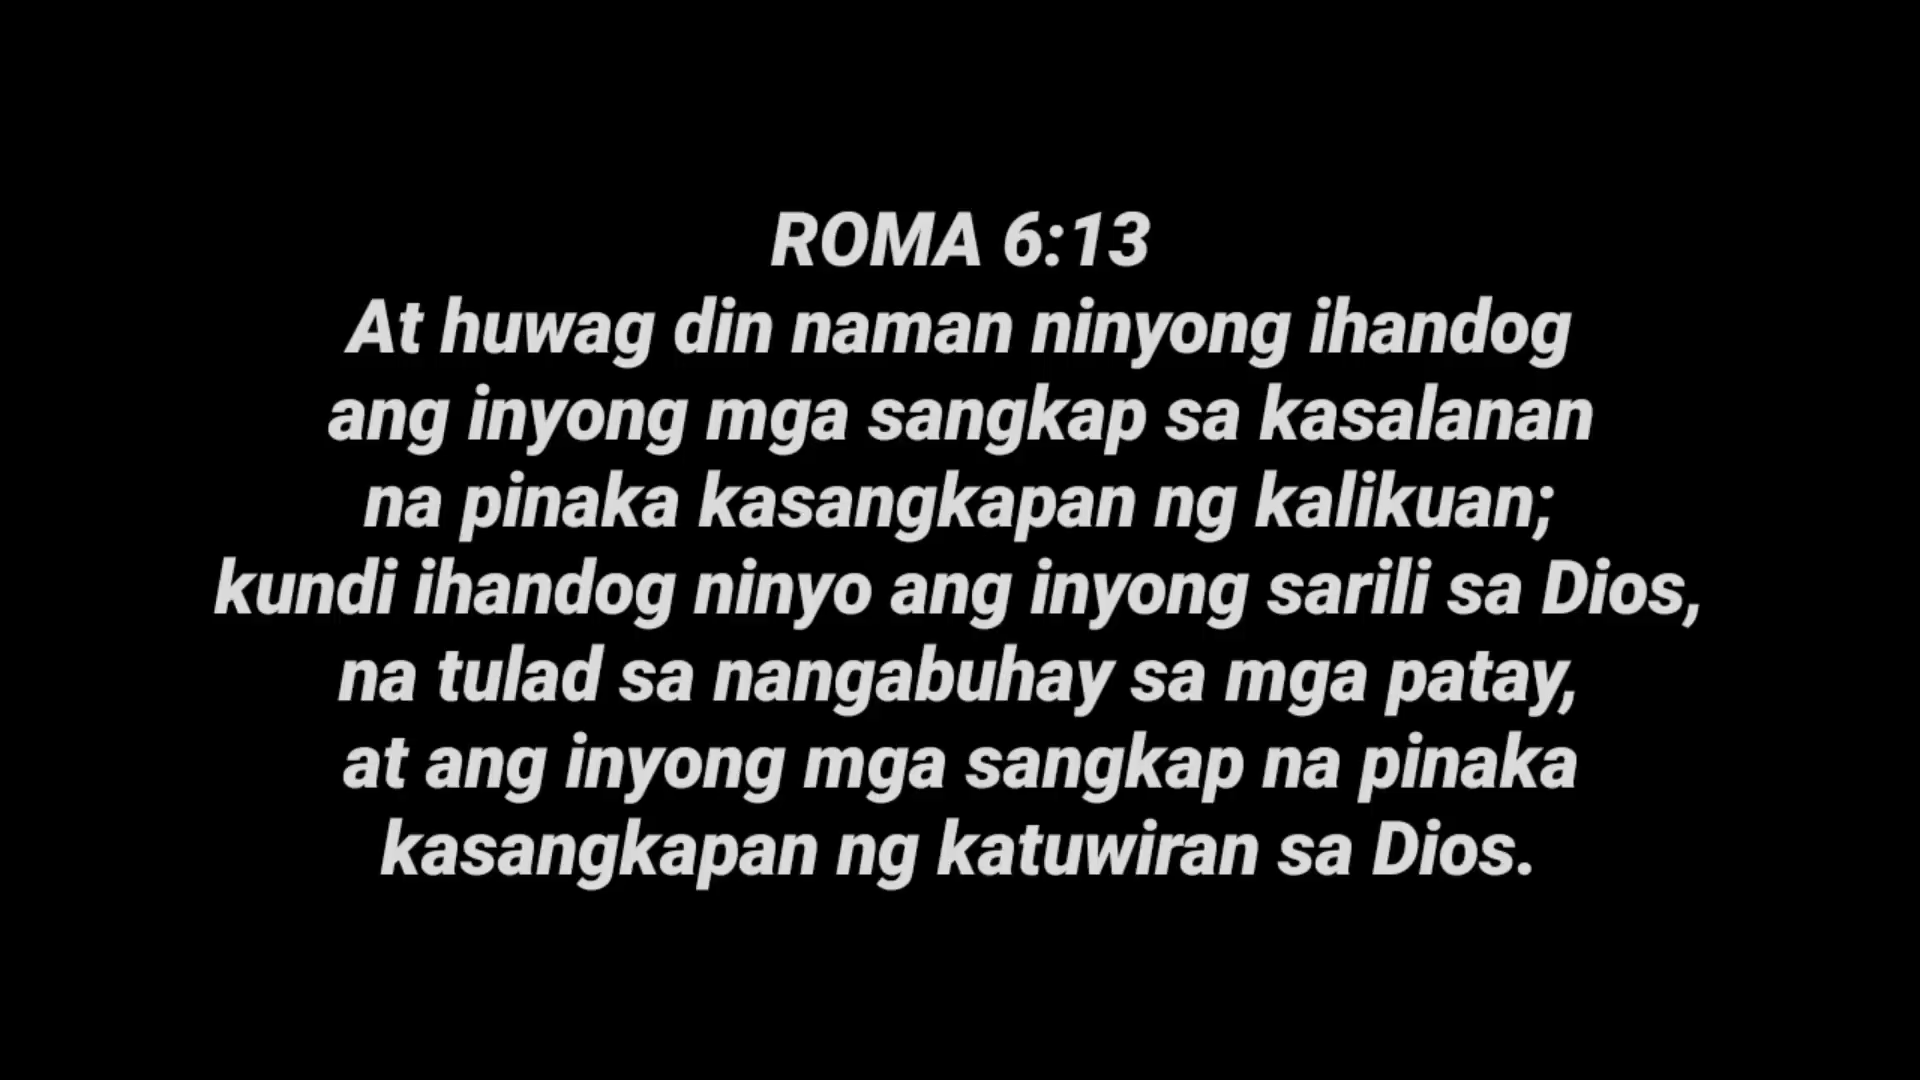 ROMA 6:13
At huwag din naman ninyong ihandog
ang inyong mga sangkap sa kasalanan
na pinaka kasangkapan ng kalikuan;
kundi ihandog ninyo ang inyong sarili sa Dios,
na tulad sa nangabuhay sa mga patay,
at ang inyong mga sangkap na pinaka
kasangkapan ng katuwiran sa Dios.